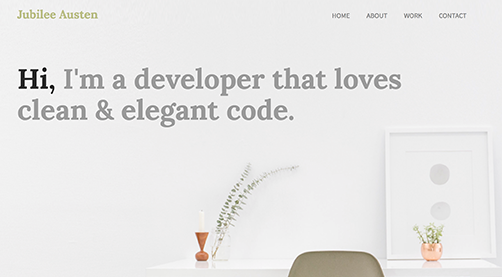 Jubilee Austen
HOME ABOUT WORK CONTACT
Hi, I'm a developer that loves
clean & elegant code.